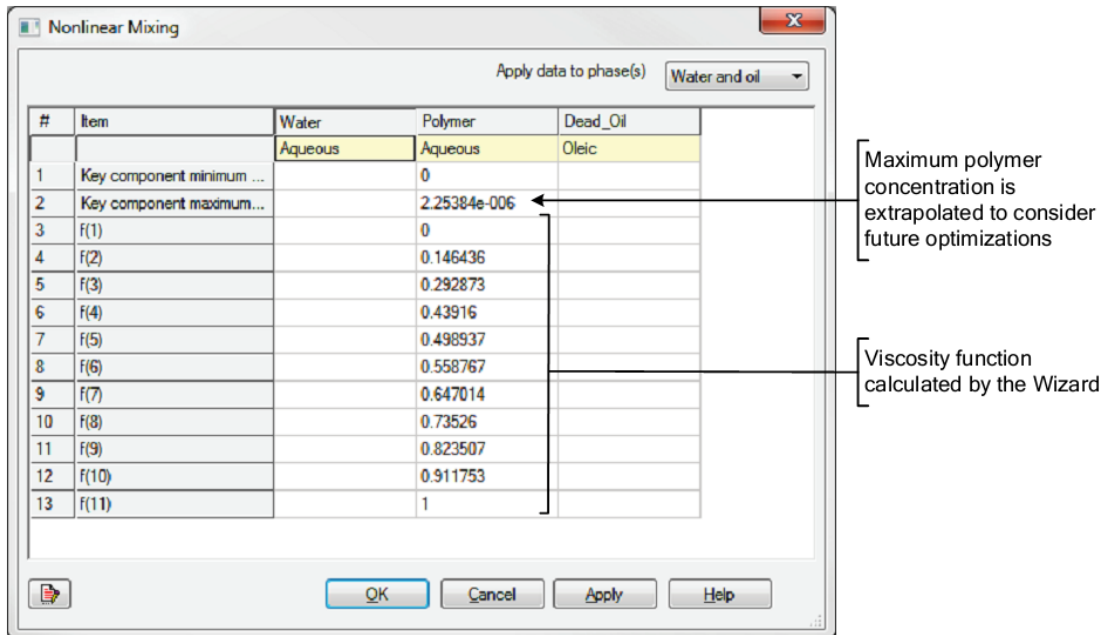 Nonlinear Mixing
Apply data to phase(s) Water and oil
# Item Water Polymer Dead_Oil
Aqueous Aqueous Oleic
1 Key component minimum ... 0
2 Key component maximum... 2.25384e-006
3 f(1) 0
4 f(2) 0.146436
5 f(3) 0.292873
6 f(4) 0.43916
7 f(5) 0.498937
8 f(6) 0.558767
9 f(7) 0.647014
10 f(8) 0.73526
11 f(9) 0.823507
12 f(10) 0.911753
13 f(11) 1
OK Cancel Apply Help
Maximum polymer
concentration is
extrapolated to consider
future optimizations
Viscosity function
calculated by the Wizard